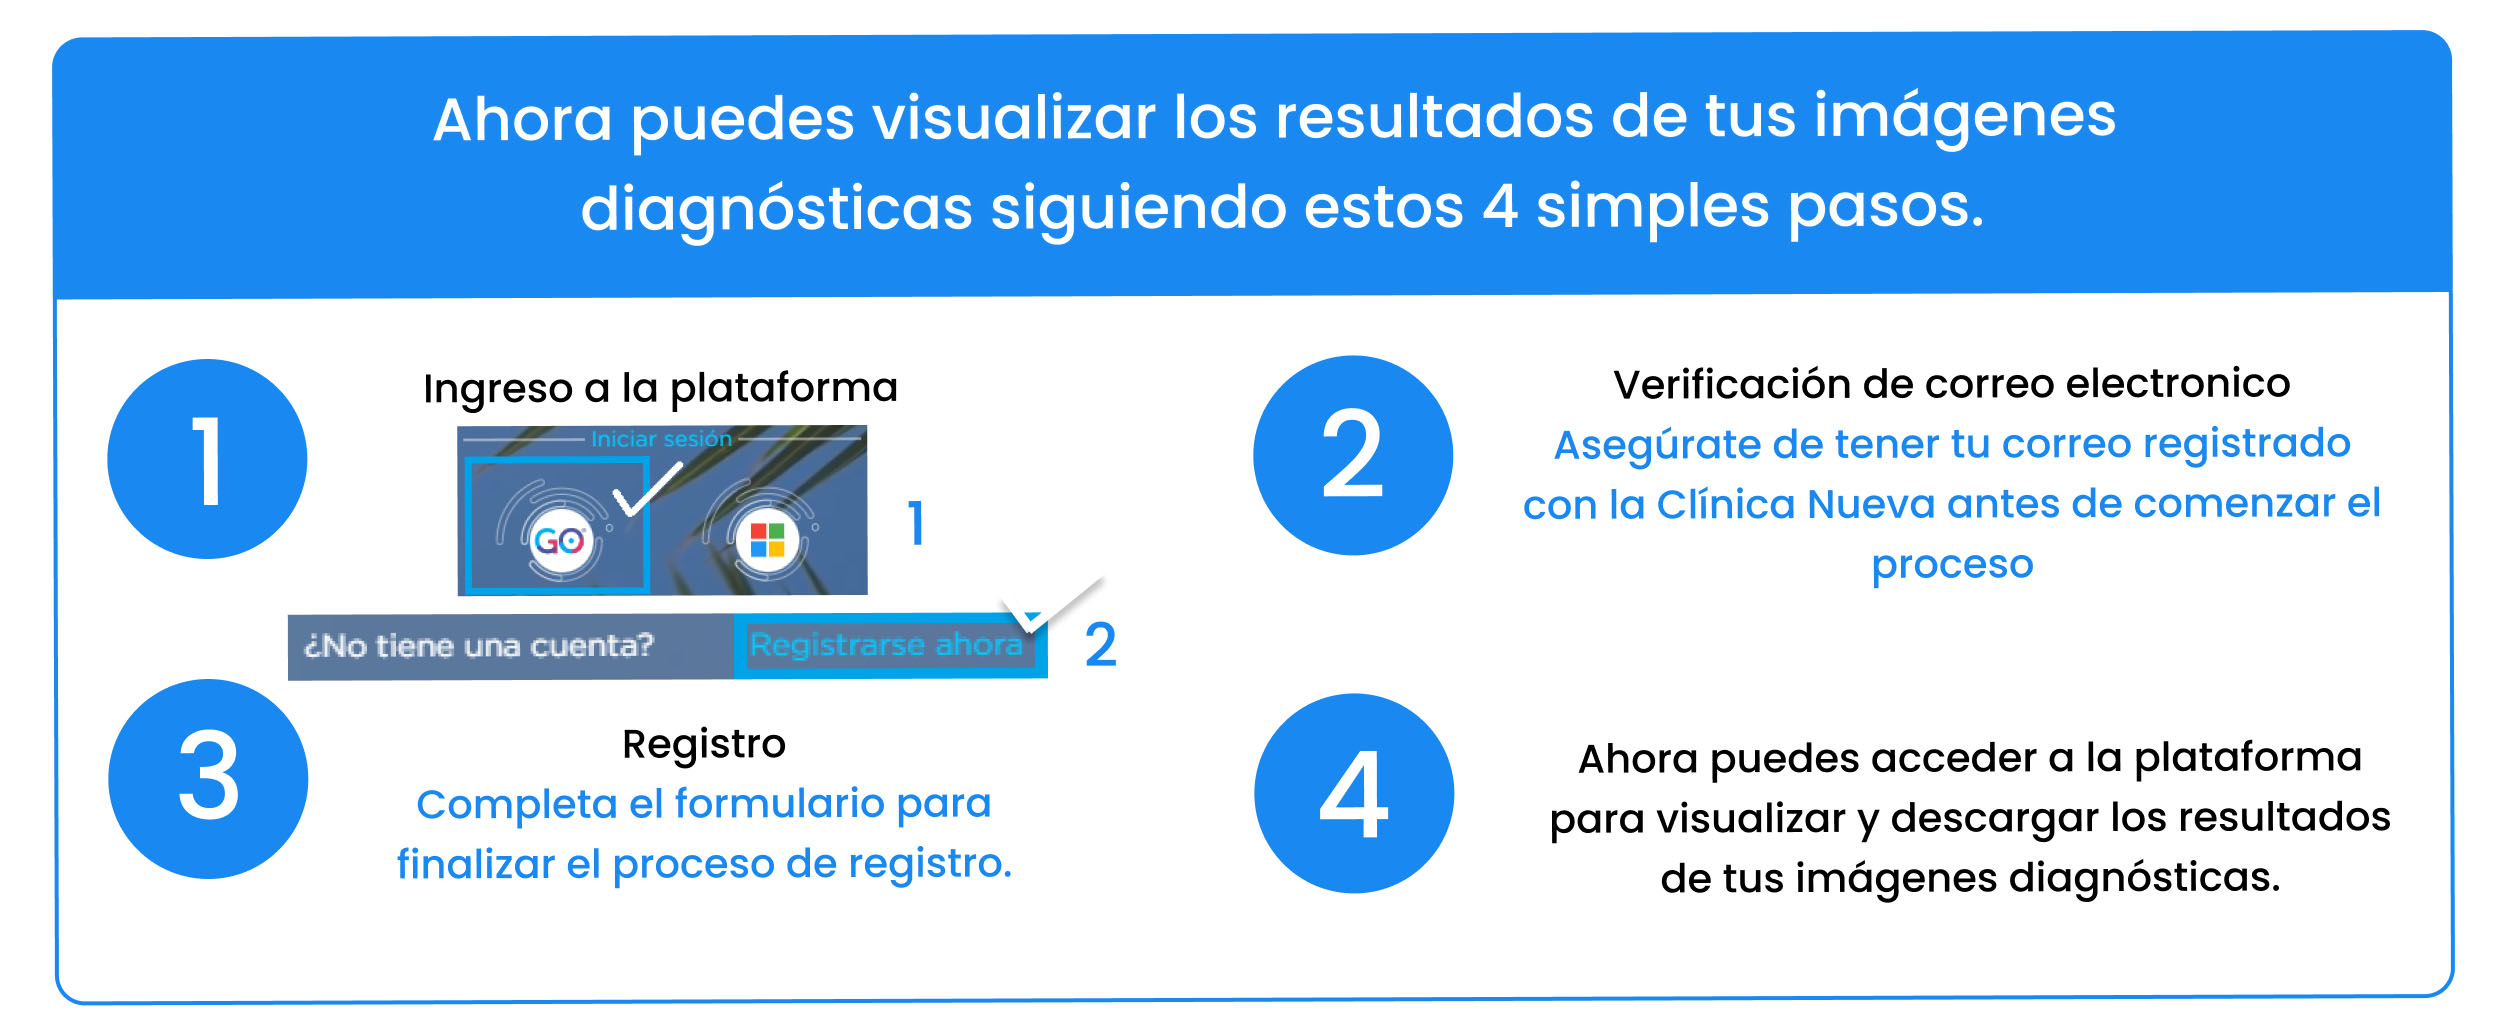 Ahora puedes visualizar los resultados de tus imágenes
diagnósticas siguiendo estos 4 simples pasos.
1
Ingreso a la plataforma
Iniciar sesión
GO
1
¿No tiene una cuenta? Registrarse ahora
2
2
Verificación de correo electronico
Asegúrate de tener tu correo registrado
con la Clínica Nueva antes de comenzar el
proceso
3
Registro
Completa el formulario para
finalizar el proceso de registro.
4
Ahora puedes acceder a la plataforma
para visualizar y descargar los resultados
de tus imágenes diagnósticas.